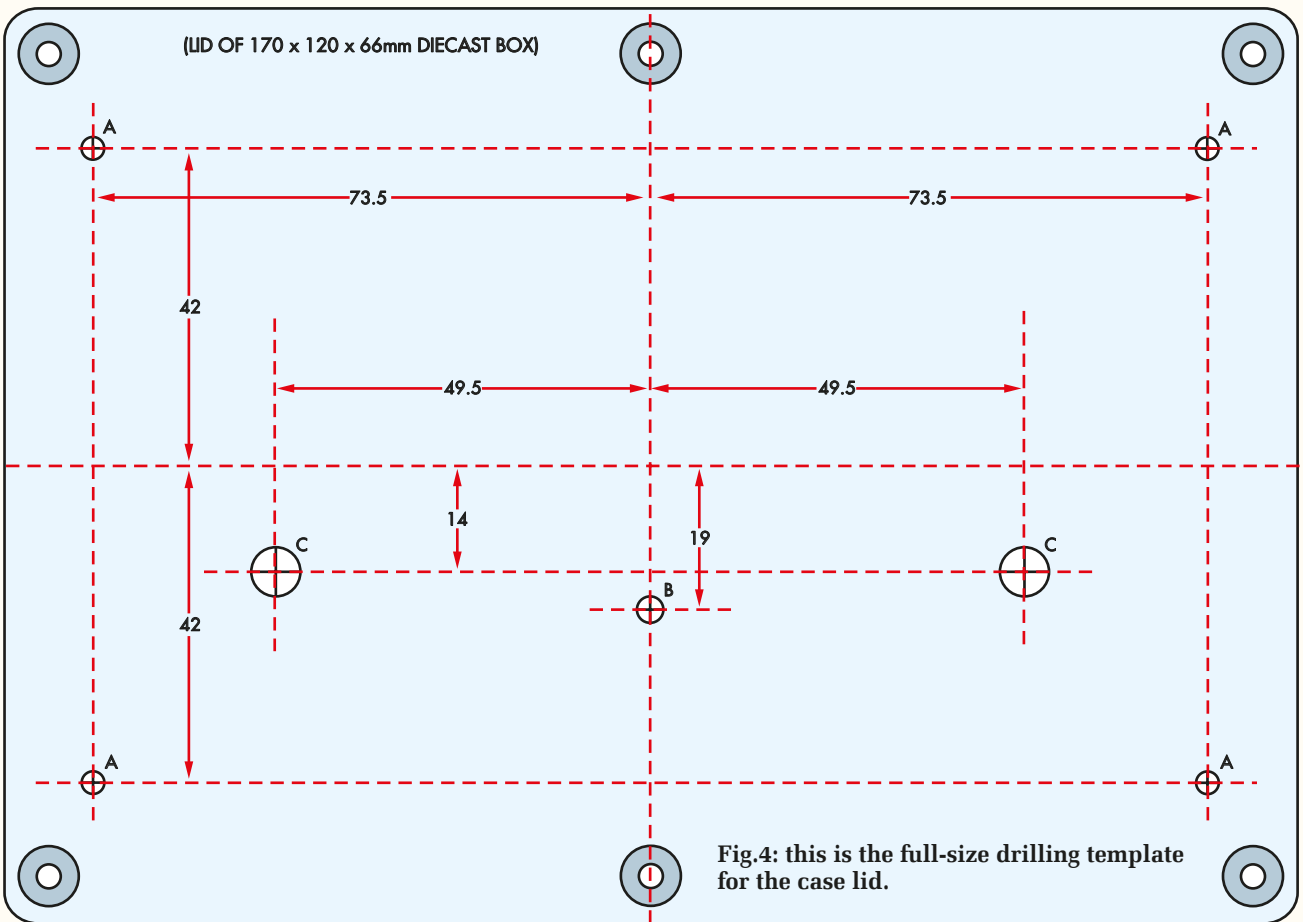 (LID OF 170 x 120 x 66mm DIECAST BOX)
A
A
73.5
73.5
42
49.5
49.5
14
19
C
C
B
42
A
A
Fig.4: this is the full-size drilling template
for the case lid.